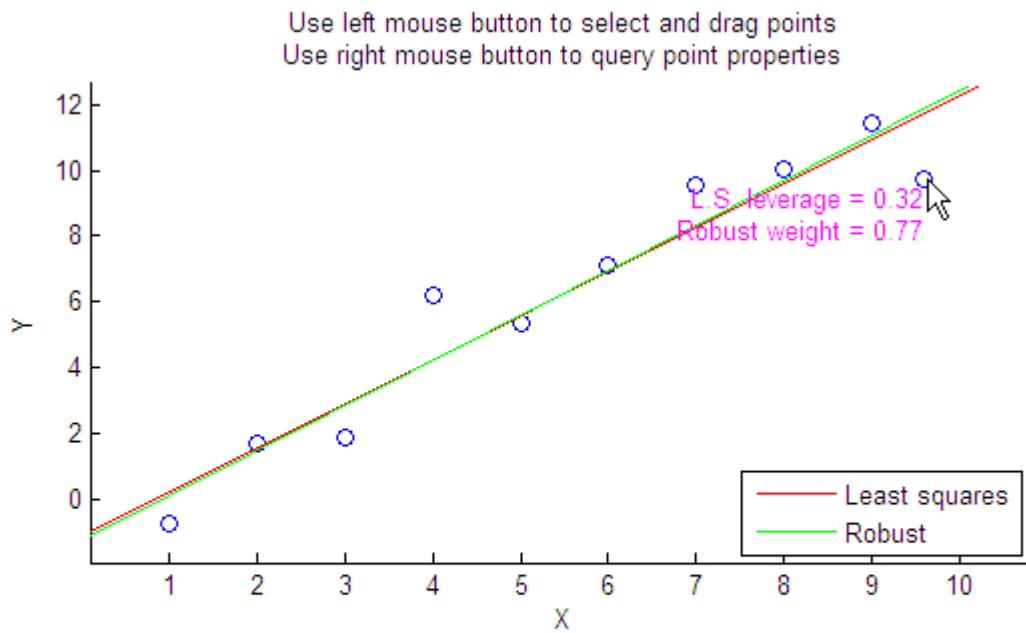 Use left mouse button to select and drag points
Use right mouse button to query point properties
12
10
8
6
4
2
0
Y
L.S. leverage = 0.32
Robust weight = 0.77
Least squares
Robust
1 2 3 4 5 6 7 8 9 10
X